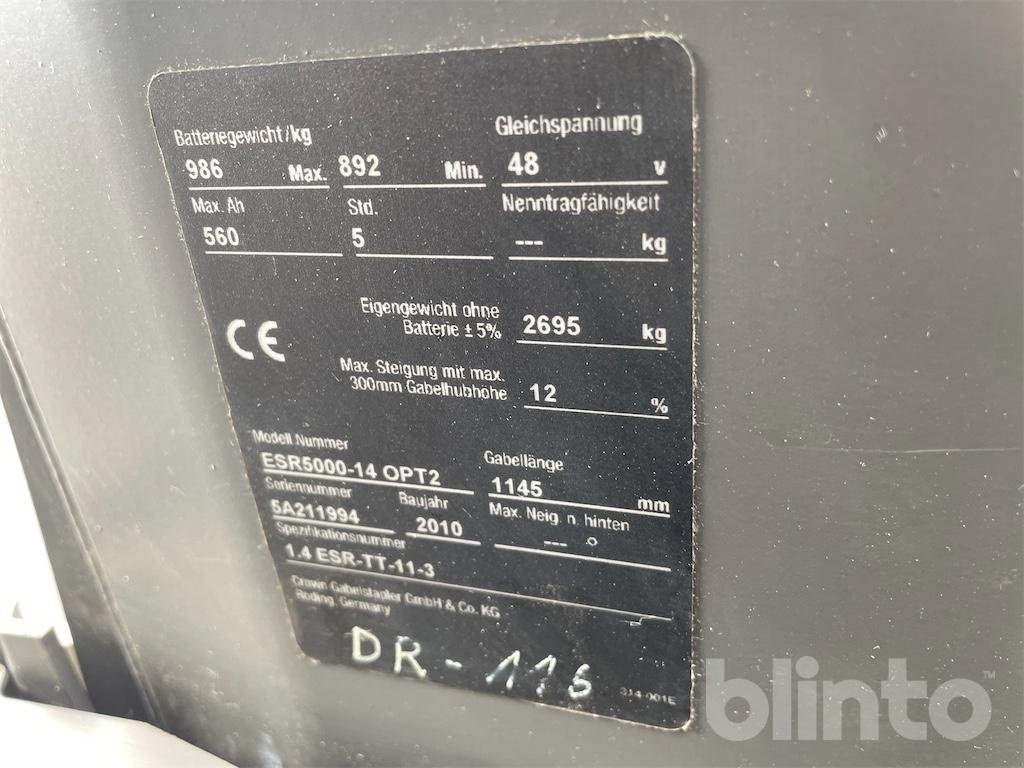 Batteriegewicht/kg Gleichspannung
986 Max. 892 Min. 48 v
Max. Ah Std. Nenntragfähigkeit
560 5 --- kg
Eigengewicht ohne
Batterie ± 5% 2695 kg
CE
Max. Steigung mit max.
300mm Gabelhubhöhe 12 %
Modell Nummer Gabellänge
ESR5000-14 OPT2 1145 mm
Seriennummer Baujahr Max. Neig. n. hinten
5A211994 2010 --- °
Spezifikationsnummer
1.4 ESR-TT-11-3
Crown Gabelstapler GmbH & Co. KG
Roding, Germany
DR-116
314-001E
blinto™